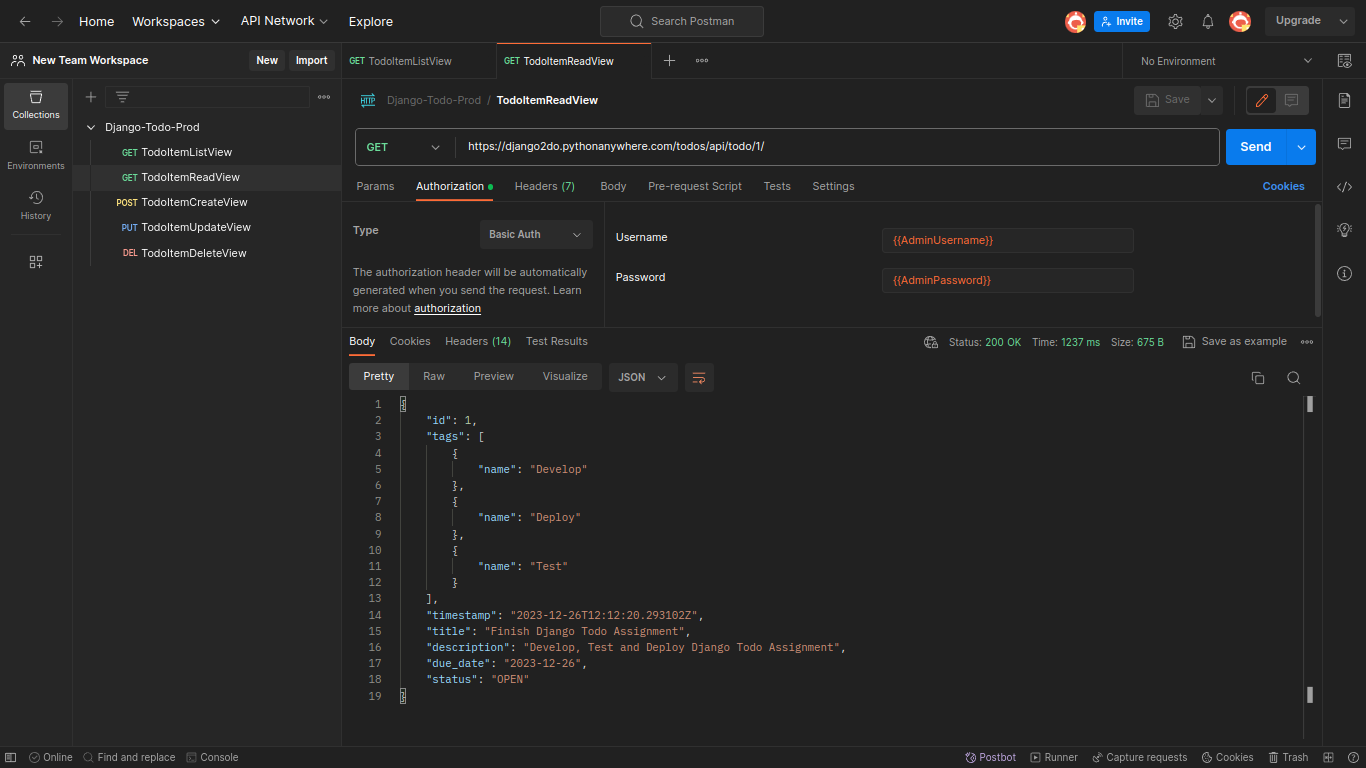 Home Workspaces API Network Explore Search Postman Invite Upgrade
New Team Workspace New Import GET TodoItemListView GET TodoItemReadView No Environment
Collections
Environments
History
Django-Todo-Prod
GET TodoItemListView
GET TodoItemReadView
POST TodoItemCreateView
PUT TodoItemUpdateView
DEL TodoItemDeleteView
HTTP Django-Todo-Prod / TodoItemReadView Save
GET https://django2do.pythonanywhere.com/todos/api/todo/1/ Send
Params Authorization Headers (7) Body Pre-request Script Tests Settings Cookies
Type Basic Auth
The authorization header will be automatically
generated when you send the request. Learn
more about authorization
Username {{AdminUsername}}
Password {{AdminPassword}}
Body Cookies Headers (14) Test Results Status: 200 OK Time: 1237 ms Size: 675 B Save as example
Pretty Raw Preview Visualize JSON
1 {
2 "id": 1,
3 "tags": [
4 {
5 "name": "Develop"
6 },
7 {
8 "name": "Deploy"
9 },
10 {
11 "name": "Test"
12 }
13 ],
14 "timestamp": "2023-12-26T12:12:20.293102Z",
15 "title": "Finish Django Todo Assignment",
16 "description": "Develop, Test and Deploy Django Todo Assignment",
17 "due_date": "2023-12-26",
18 "status": "OPEN"
19 }
Online Find and replace Console Postbot Runner Capture requests Cookies Trash